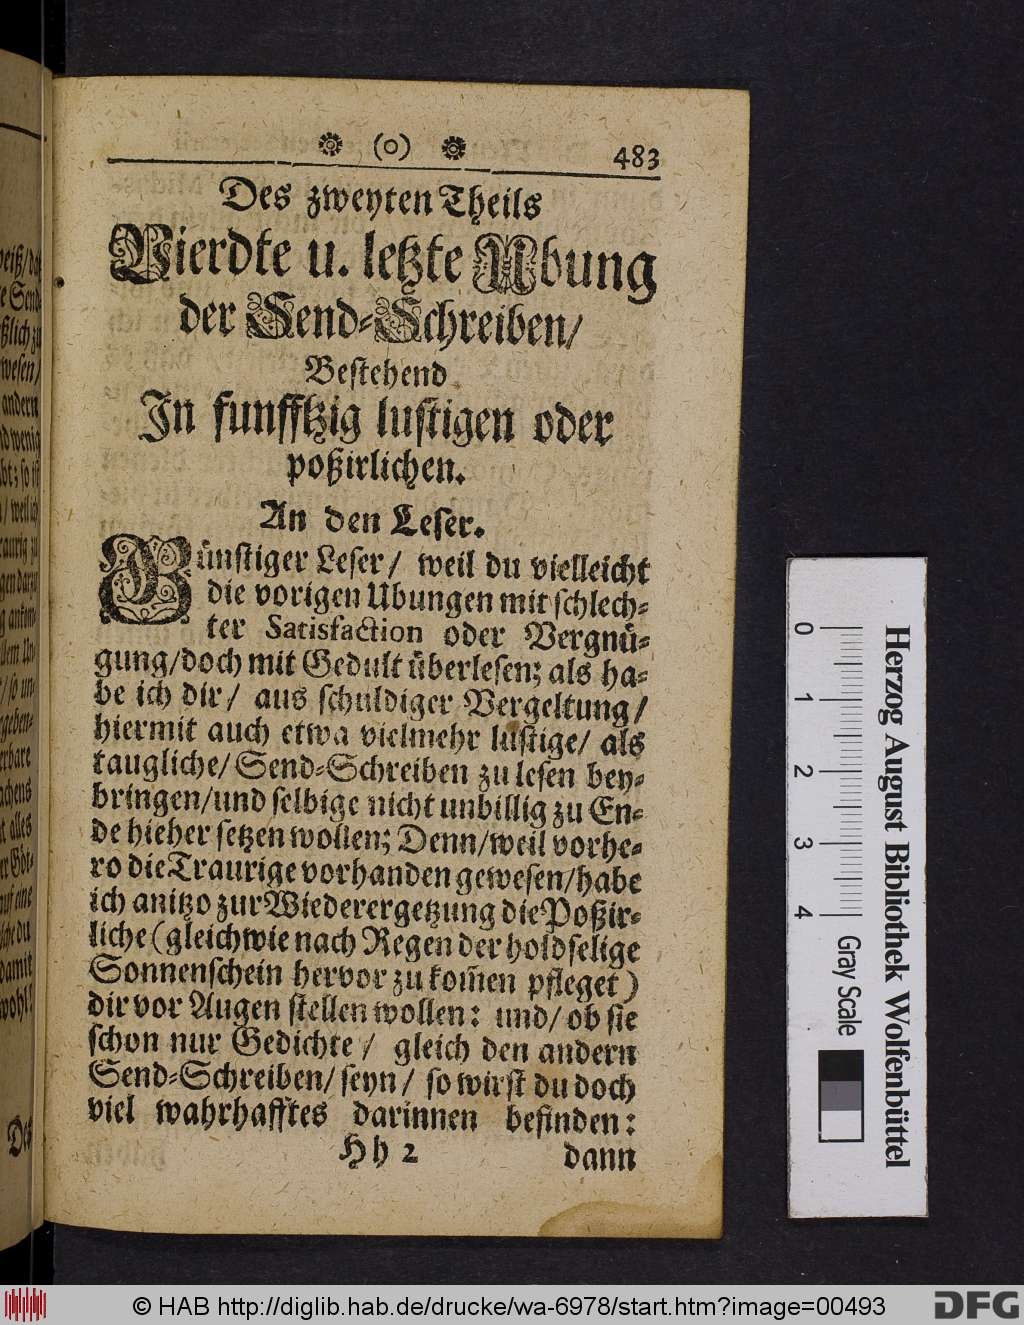 ❁ (o) ❁ 483
Des zweyten Theils
Vierdte u. letzte Ubung
der Send-Schreiben/
Bestehend
In funfftzig lustigen oder
poßirlichen.
An den Leser.
Günstiger Leser/ weil du vielleicht
die vorigen Ubungen mit schlech-
ter Satisfaction oder Vergnü-
gung/doch mit Gedult überlesen; als ha-
be ich dir/ aus schuldiger Vergeltung/
hiermit auch etwa vielmehr lustige/ als
taugliche/ Send-Schreiben zu lesen bey-
bringen/und selbige nicht unbillig zu En-
de hieher setzen wollen; Denn/weil vorhe-
ro die Traurige vorhanden gewesen/habe
ich anitzo zur Wiederergetzung die Poßir-
liche (gleichwie nach Regen der holdselige
Sonnenschein hervor zu kom̃en pfleget)
dir vor Augen stellen wollen: und/ ob sie
schon nur Gedichte/ gleich den andern
Send-Schreiben/ seyn/ so wirst du doch
viel wahrhafftes darinnen befinden:
Hh 2 dann
Herzog August Bibliothek Wolfenbüttel
0 1 2 3 4 Gray Scale
© HAB http://diglib.hab.de/drucke/wa-6978/start.htm?image=00493
DFG